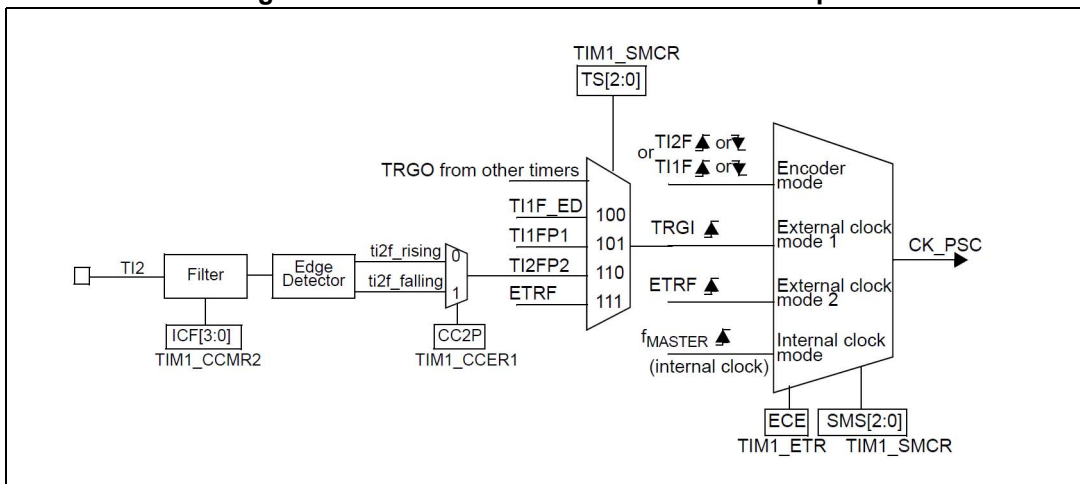 TIM1_SMCR
TS[2:0]
TRGO from other timers
TI1F_ED
TI1FP1
TI2FP2
ETRF
100
101
110
111
TI2
Filter
Edge
Detector
ti2f_rising
ti2f_falling
0
1
ICF[3:0]
TIM1_CCMR2
CC2P
TIM1_CCER1
or
TI2F or
TI1F or
TRGI
ETRF
fMASTER
(internal clock)
Encoder
mode
External clock
mode 1
External clock
mode 2
Internal clock
mode
CK_PSC
ECE
TIM1_ETR
SMS[2:0]
TIM1_SMCR